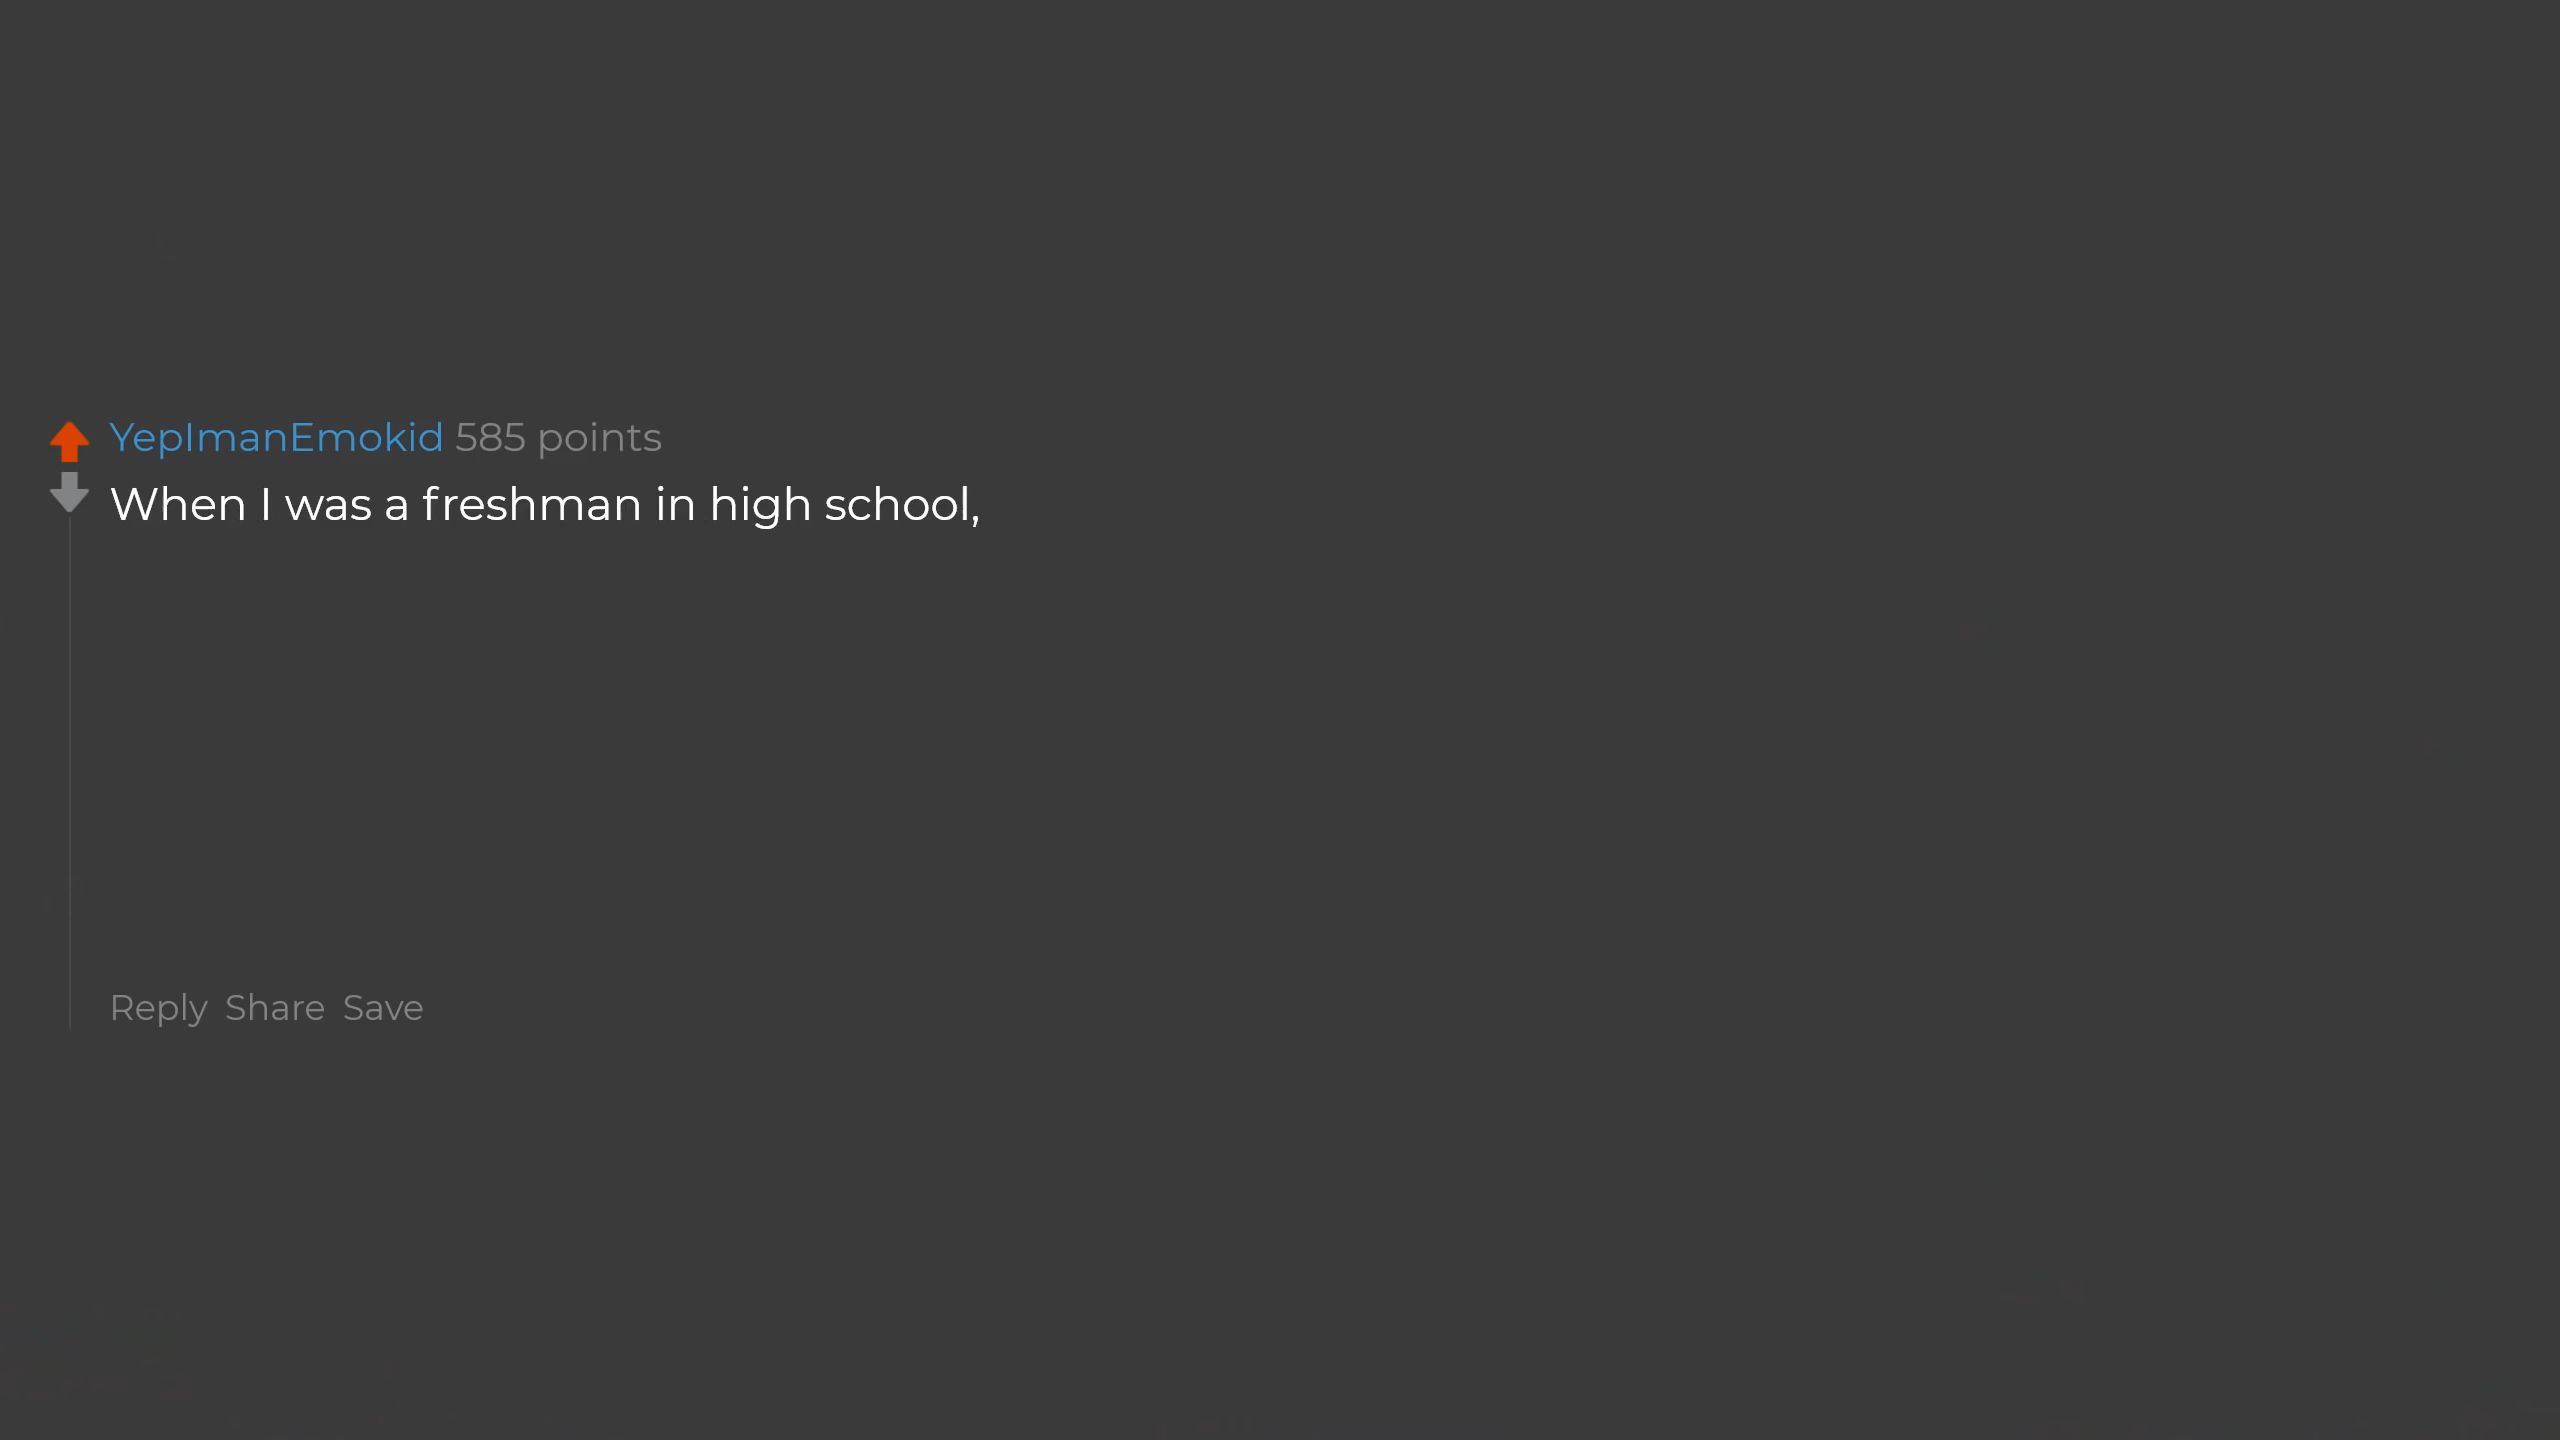 YepImanEmokid 585 points
When I was a freshman in high school,
Reply Share Save